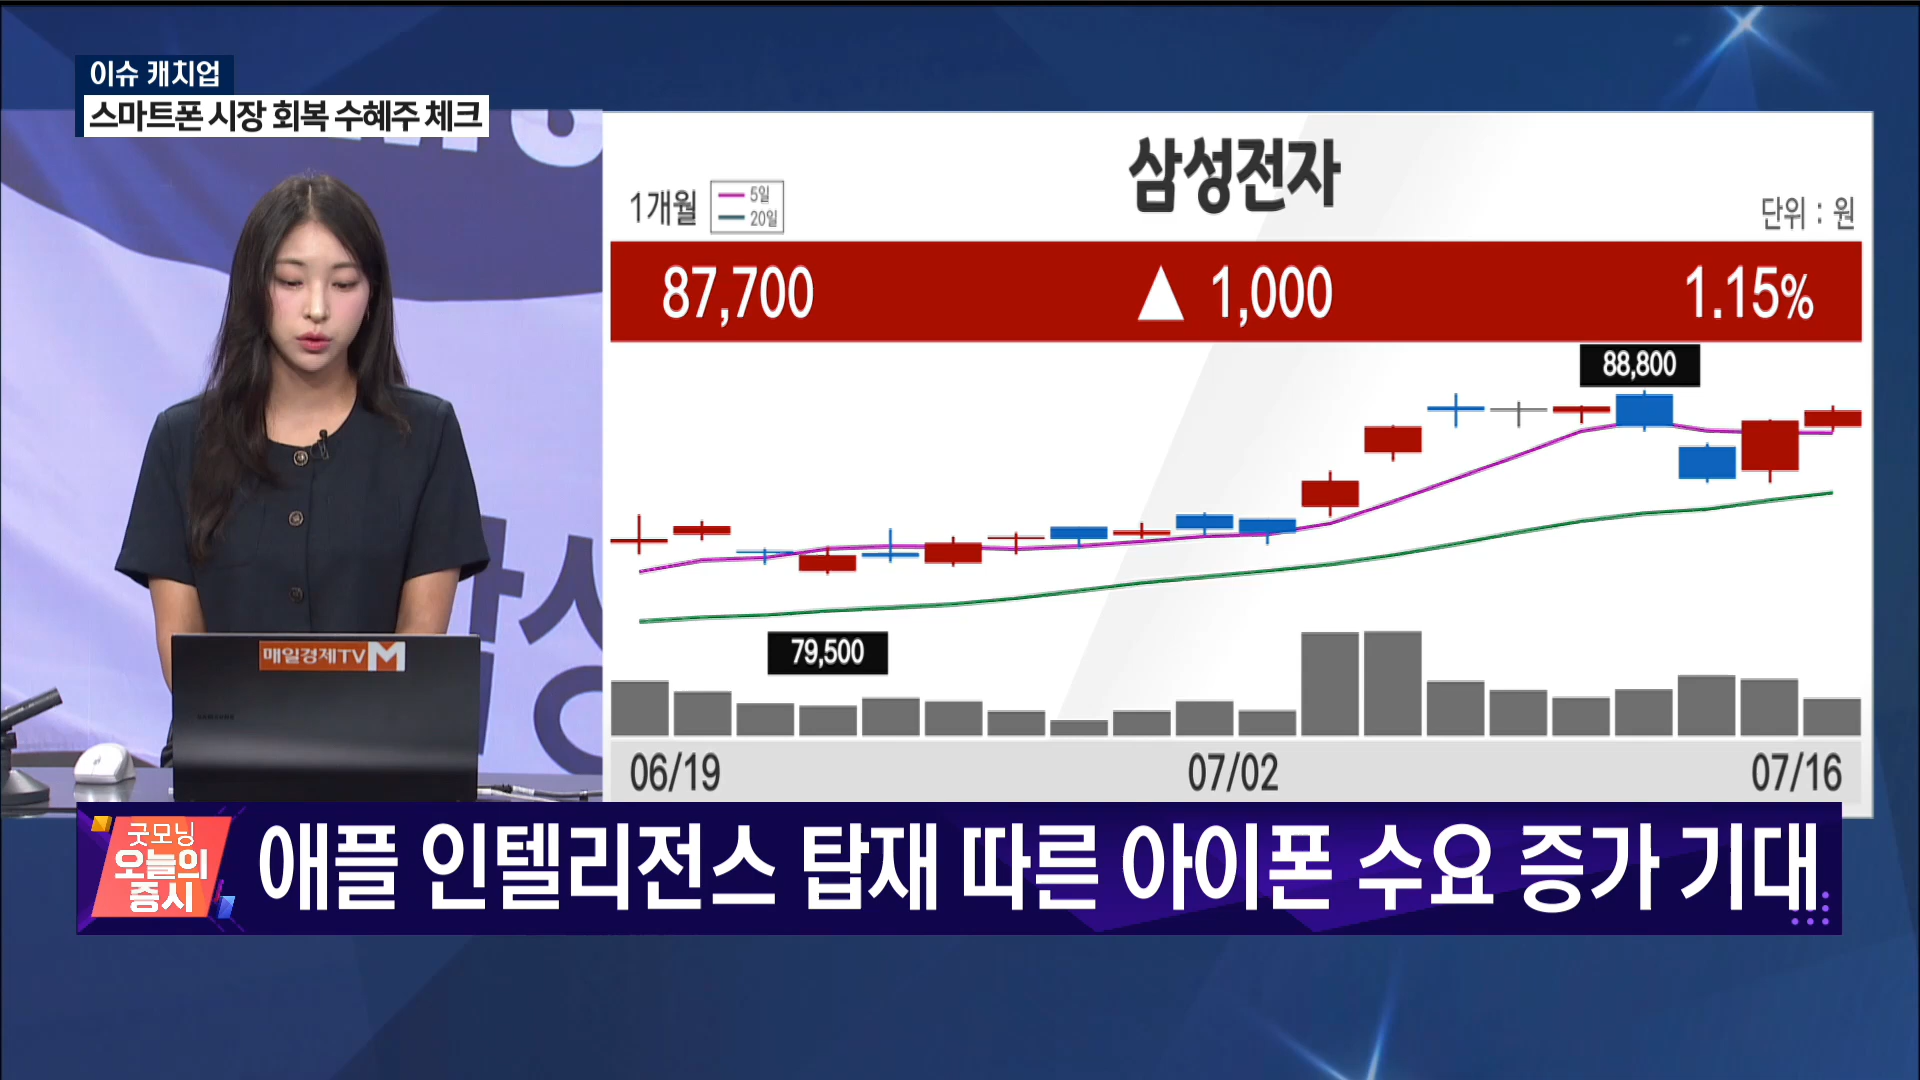 이슈 캐치업
스마트폰 시장 회복 수혜주 체크
삼성전자
1개월
5일
20일
단위 : 원
87,700 ▲ 1,000 1.15%
88,800
79,500
06/19 07/02 07/16
매일경제TV M
SAMSUNG
굿모닝
오늘의
증시
애플 인텔리전스 탑재 따른 아이폰 수요 증가 기대